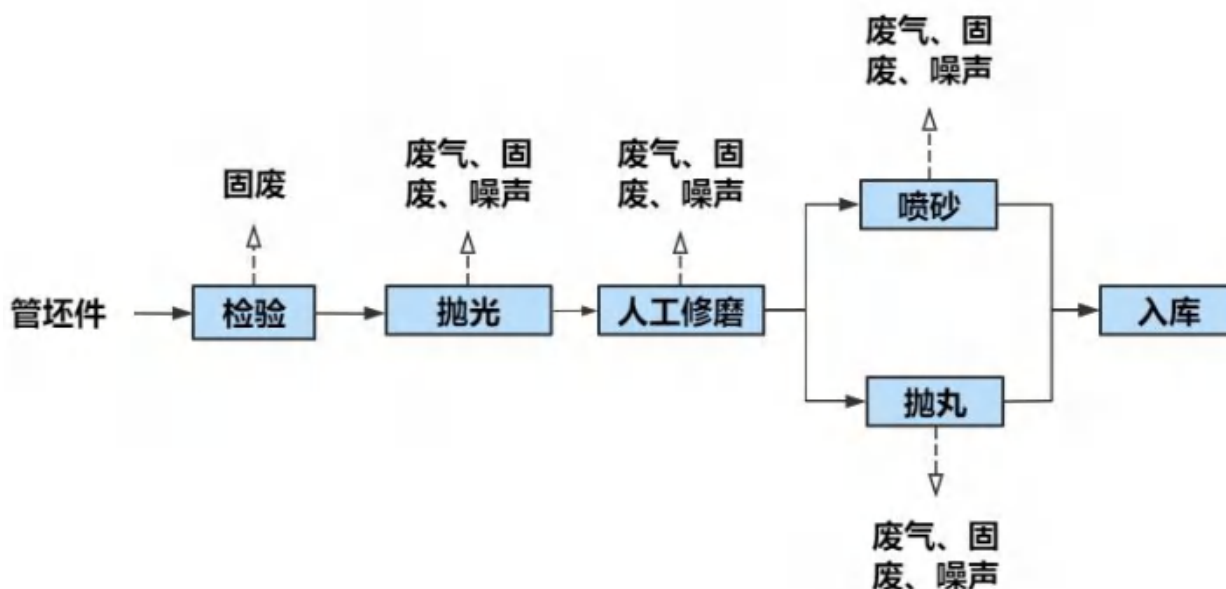 废气、固
废、噪声
废气、固
废、噪声
废气、固
废、噪声
固废
喷砂
管坯件
检验
抛光
人工修磨
入库
抛丸
废气、固
废、噪声